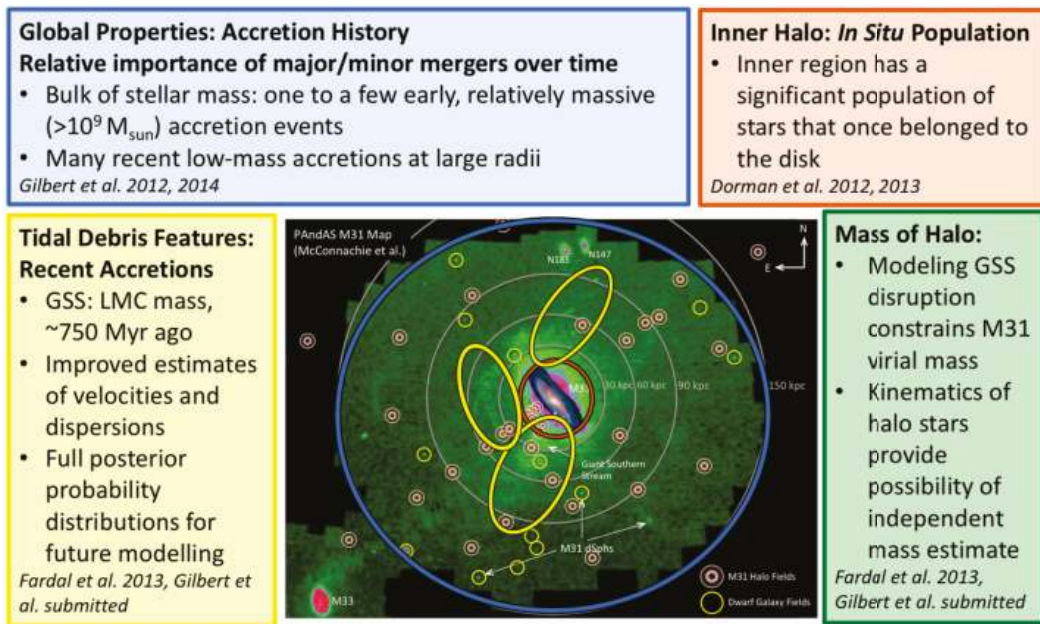 Global Properties: Accretion History
Relative importance of major/minor mergers over time
• Bulk of stellar mass: one to a few early, relatively massive
(>10⁹ M_sun) accretion events
• Many recent low-mass accretions at large radii
Gilbert et al. 2012, 2014
Inner Halo: In Situ Population
• Inner region has a
significant population of
stars that once belonged to
the disk
Dorman et al. 2012, 2013
Tidal Debris Features:
Recent Accretions
• GSS: LMC mass,
~750 Myr ago
• Improved estimates
of velocities and
dispersions
• Full posterior
probability
distributions for
future modelling
Fardal et al. 2013, Gilbert
et al. submitted
PAndAS M31 Map
(McConnachie et al.)
N185
N147
N
E
M31
30 kpc
60 kpc
90 kpc
150 kpc
Giant Southern
Stream
M31 dSphs
M33
M31 Halo Fields
Dwarf Galaxy Fields
Mass of Halo:
• Modeling GSS
disruption
constrains M31
virial mass
• Kinematics of
halo stars
provide
possibility of
independent
mass estimate
Fardal et al. 2013,
Gilbert et al. submitted